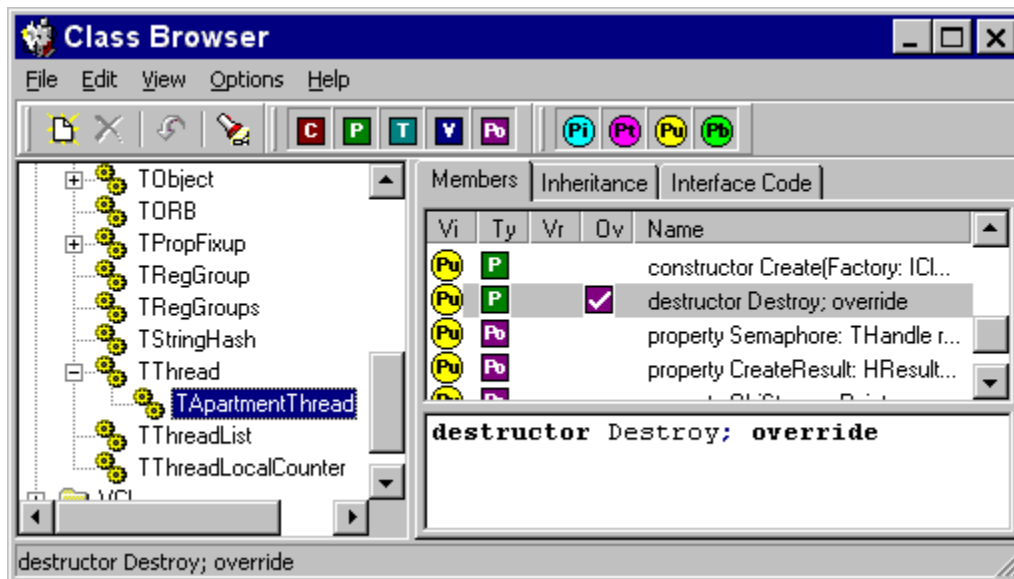 Class Browser
File Edit View Options Help
C P T V Po Pi Pt Pu Pb
TObject
TORB
TPropFixup
TRegGroup
TRegGroups
TStringHash
TThread
TApartmentThread
TThreadList
TThreadLocalCounter
Members Inheritance Interface Code
Vi Ty Vr Ov Name
Pu P constructor Create(Factory: ICl...
Pu P destructor Destroy; override
Pu Po property Semaphore: THandle r...
Pu Po property CreateResult: HResult...
destructor Destroy; override
destructor Destroy; override